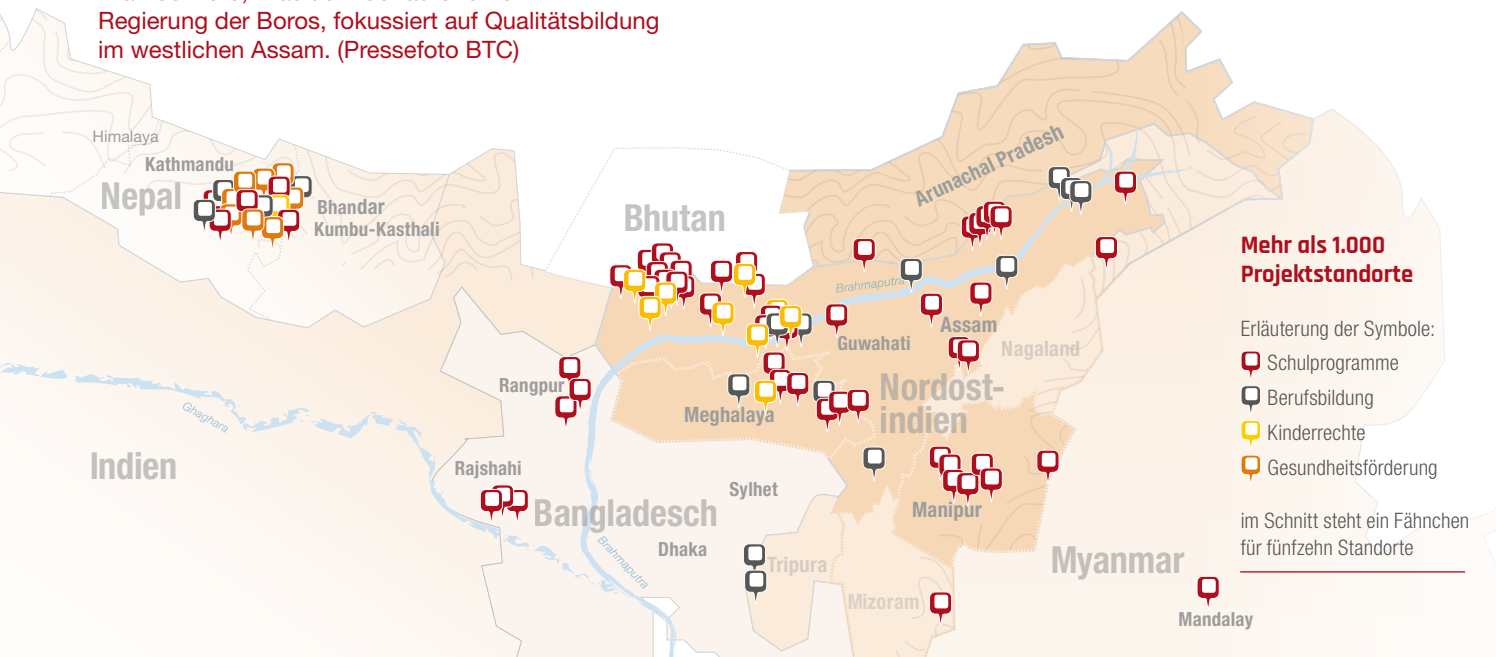 Regierung der Boros, fokussiert auf Qualitätsbildung
im westlichen Assam. (Pressefoto BTC)
Himalaya
Kathmandu
Nepal
Bhandar
Kumbu-Kasthali
Bhutan
Arunachal Pradesh
Brahmaputra
Assam
Guwahati
Nagaland
Nordost-
indien
Rangpur
Meghalaya
Ghaghara
Indien
Rajshahi
Sylhet
Bangladesch
Manipur
Dhaka
Brahmaputra
Tripura
Myanmar
Mizoram
Mandalay
Mehr als 1.000
Projektstandorte
Erläuterung der Symbole:
Schulprogramme
Berufsbildung
Kinderrechte
Gesundheitsförderung
im Schnitt steht ein Fähnchen
für fünfzehn Standorte